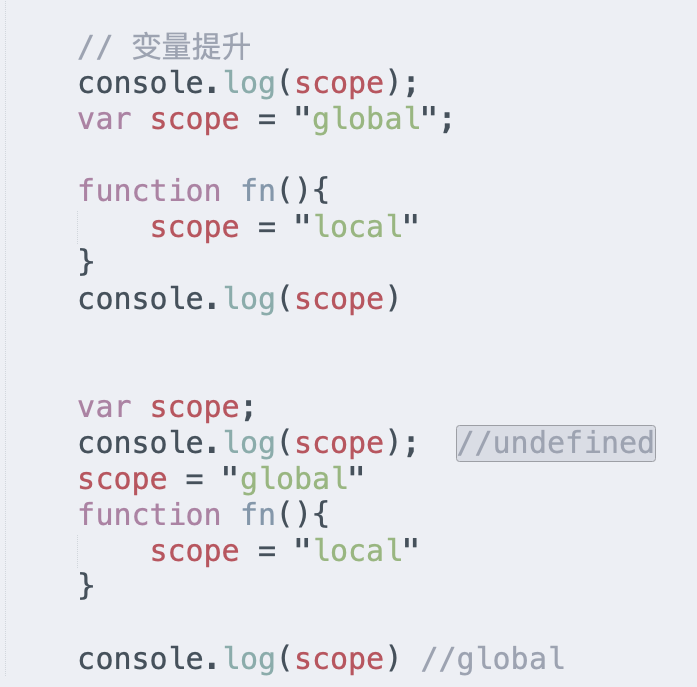 // 变量提升
console.log(scope);
var scope = "global";
function fn(){
scope = "local"
}
console.log(scope)
var scope;
console.log(scope); //undefined
scope = "global"
function fn(){
scope = "local"
}
console.log(scope) //global